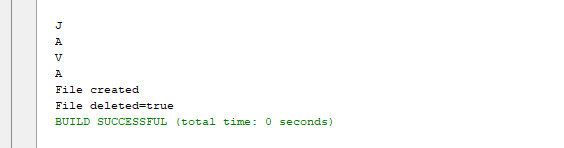 J
A
V
A
File created
File deleted=true
BUILD SUCCESSFUL (total time: 0 seconds)